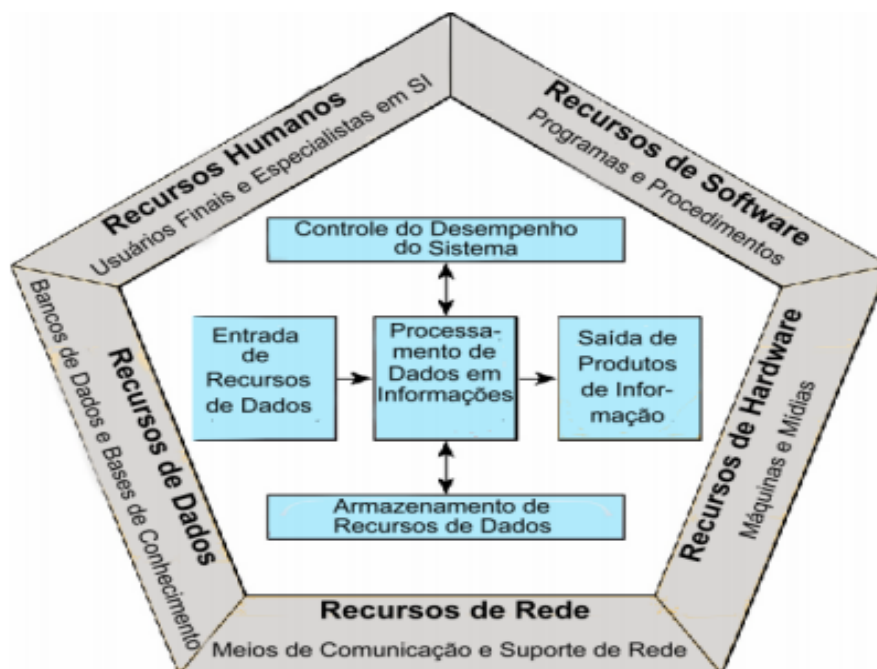 Recursos Humanos
Usuários Finais e Especialistas em SI
Recursos de Software
Programas e Procedimentos
Controle do Desempenho
do Sistema
Entrada
de
Recursos
de Dados
Processa-
mento de
Dados em
Informações
Saída de
Produtos
de Infor-
mação
Armazenamento de
Recursos de Dados
Bancos de Dados e Bases de Conhecimento
Recursos de Dados
Recursos de Hardware
Máquinas e Mídias
Recursos de Rede
Meios de Comunicação e Suporte de Rede